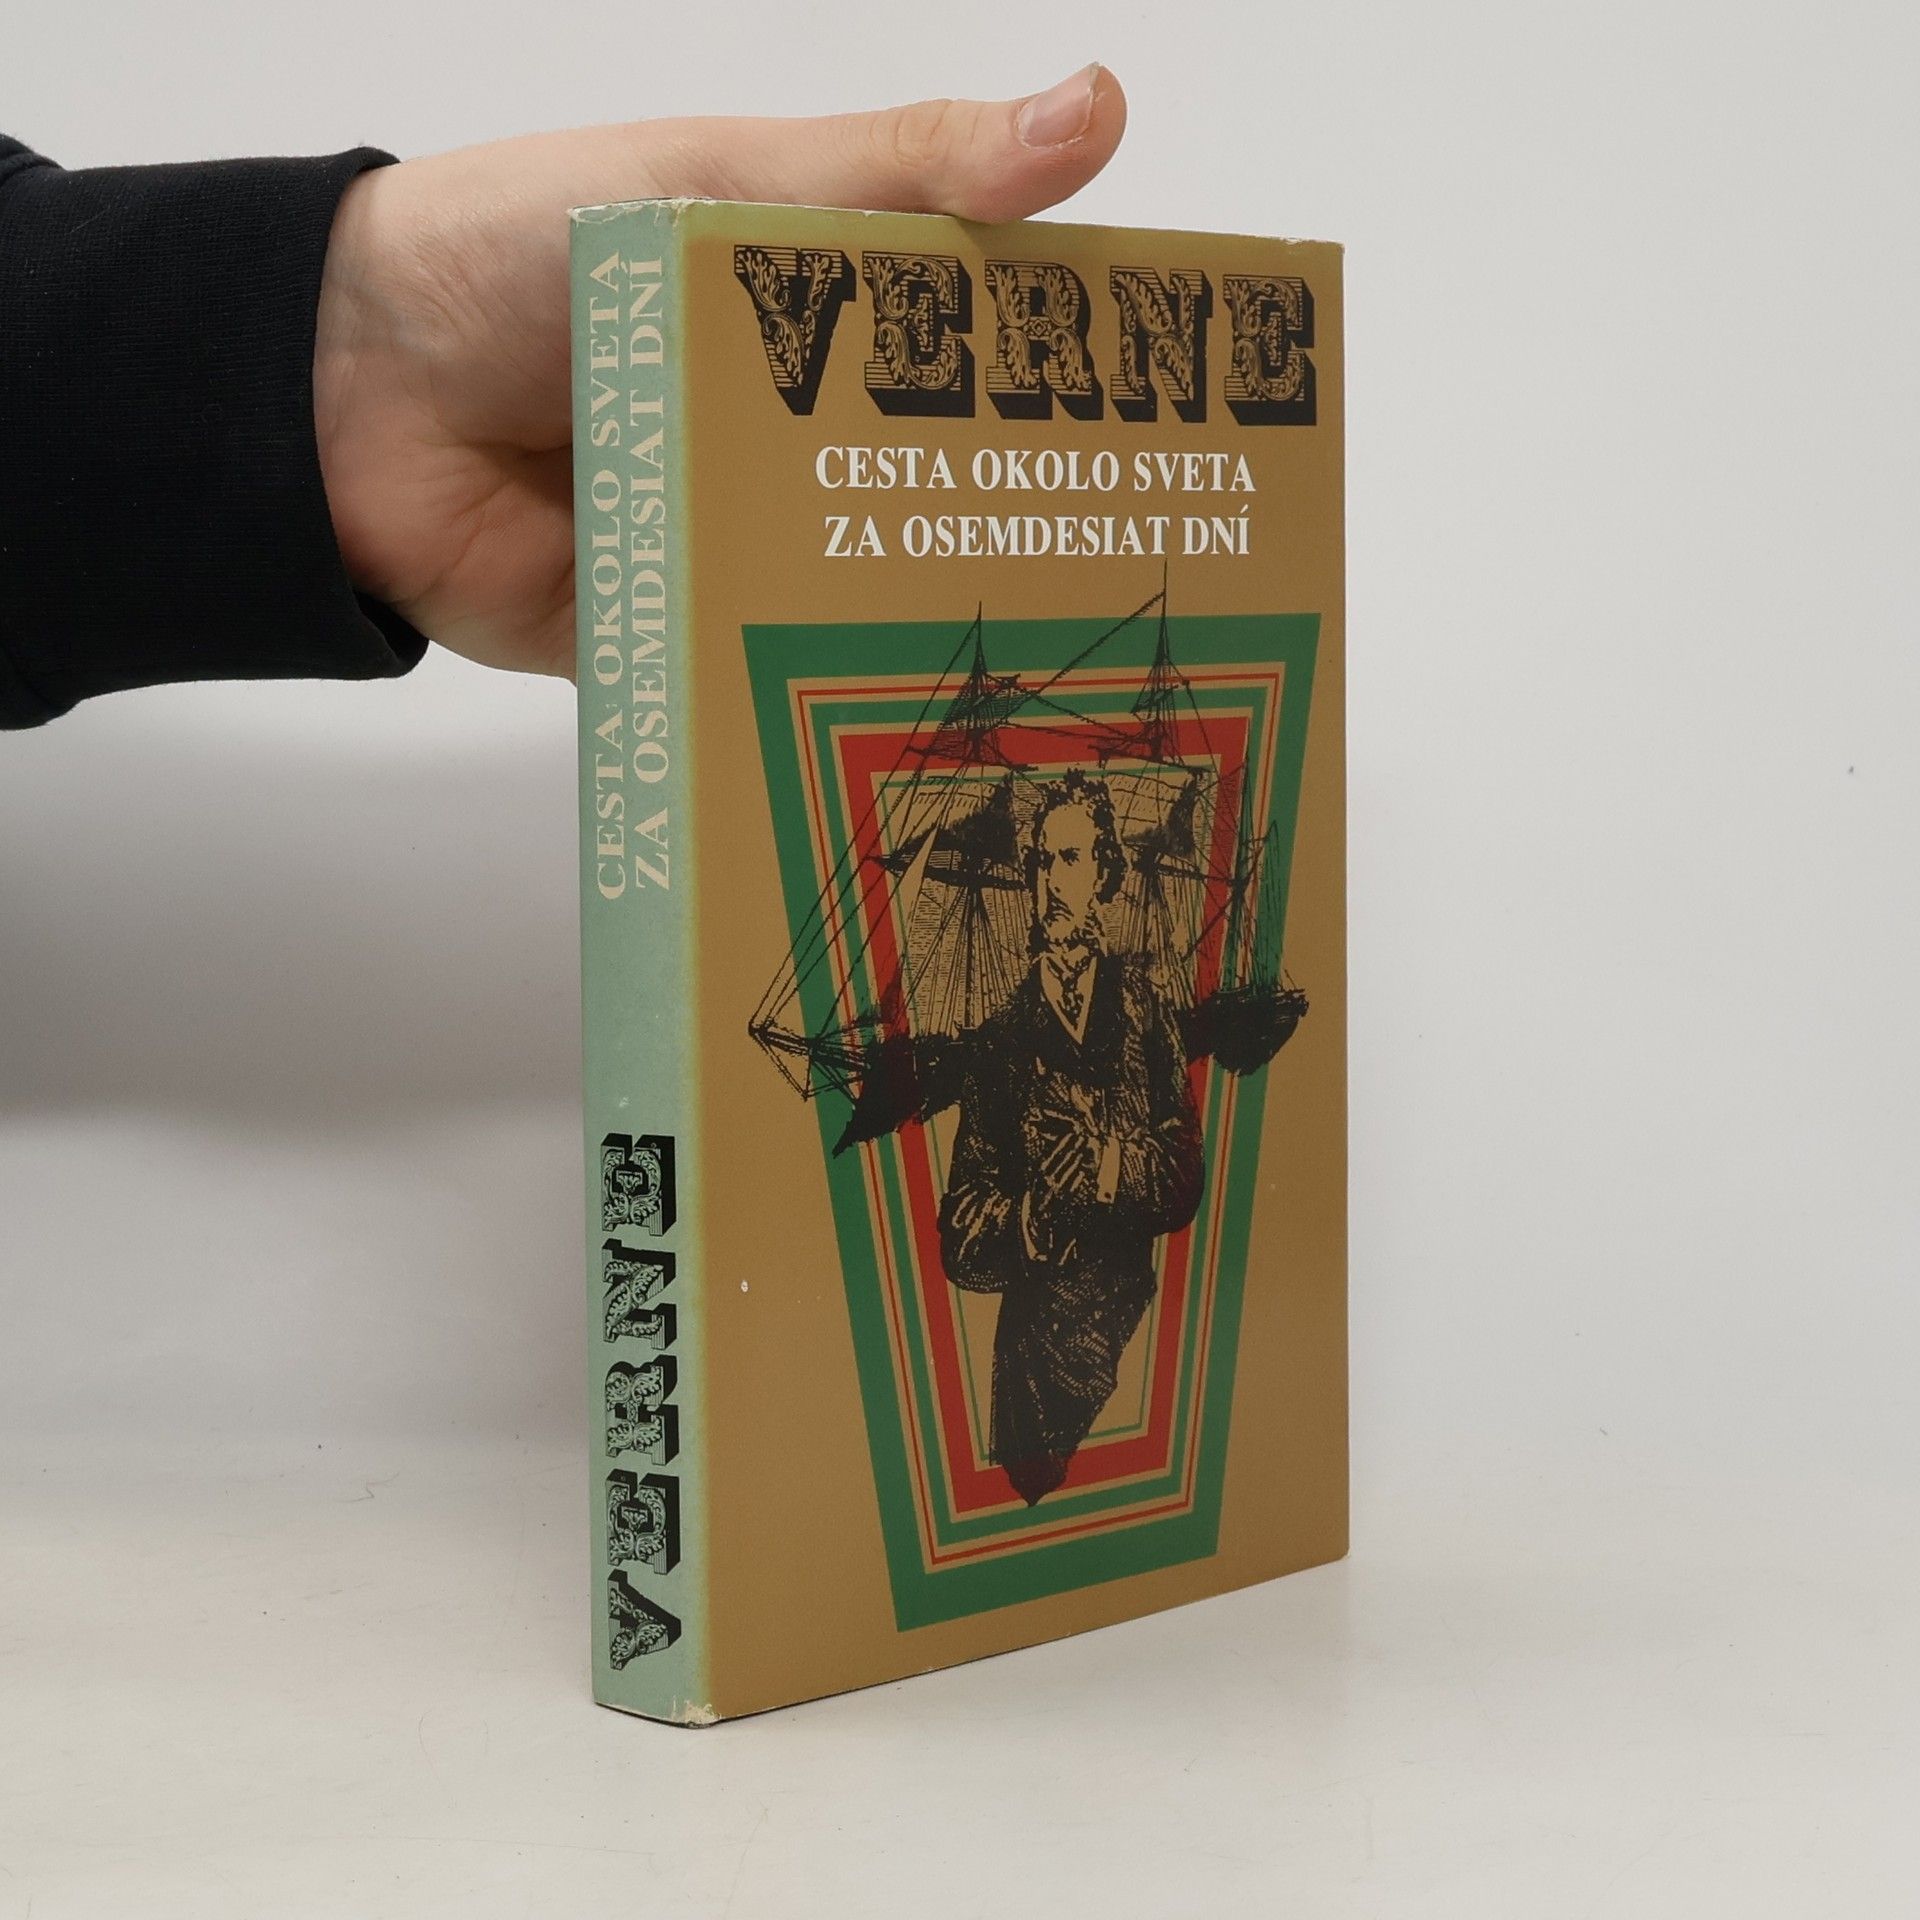 VERNE
CESTA OKOLO SVETA
ZA OSEMDESIAT DNÍ
CESTA OKOLO SVETA
ZA OSEMDESIAT DNÍ
VERNE